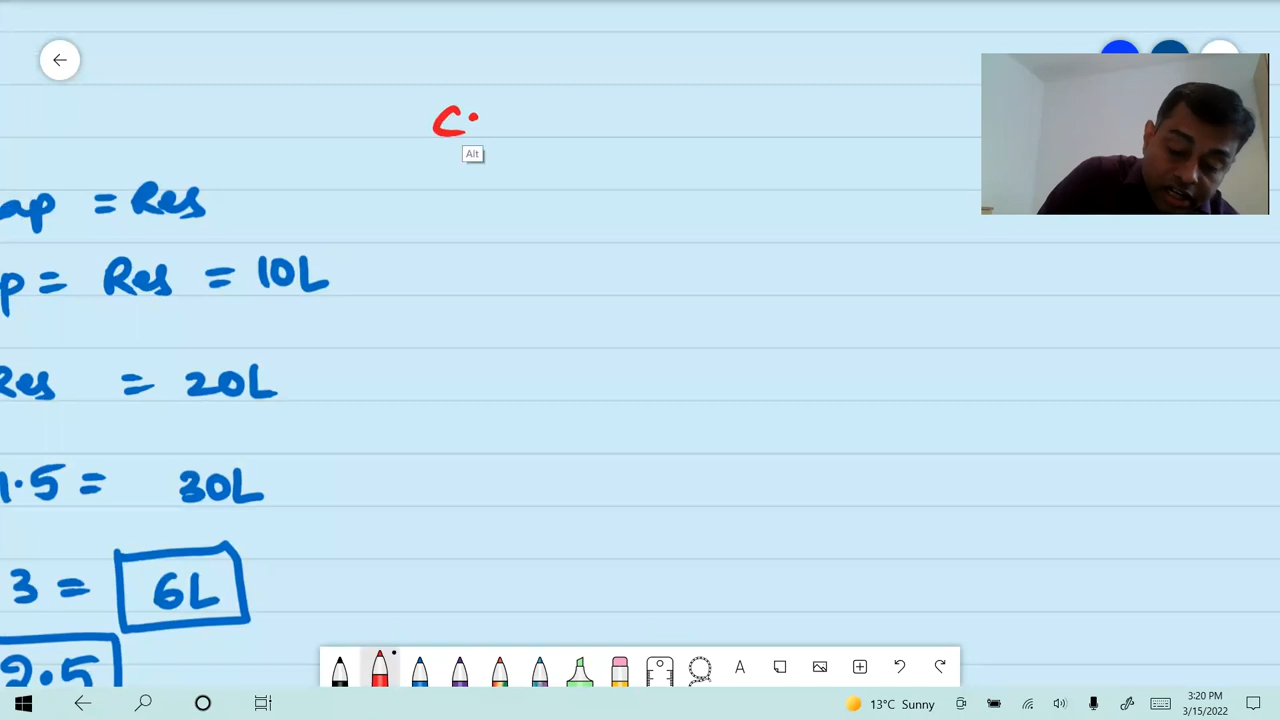 C.
Alt
ap = Res
p = Res = 10L
Res = 20L
1.5 = 30L
3 = 6L
2.5
A
13°C Sunny
3:20 PM
3/15/2022